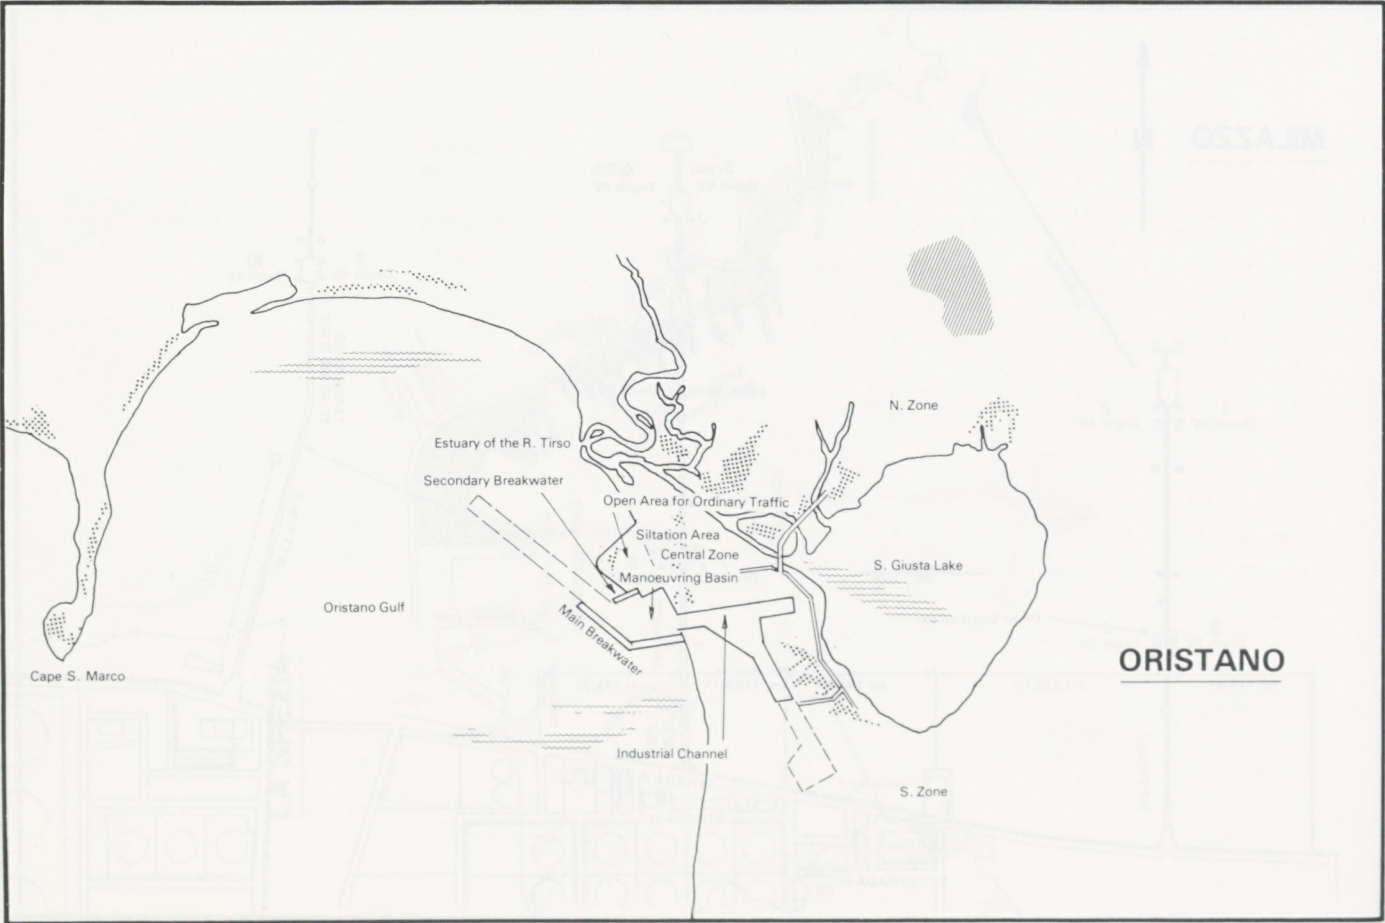 N. Zone
Estuary of the R. Tirso
Secondary Breakwater
Open Area for Ordinary Traffic
Siltation Area
Central Zone
S. Giusta Lake
Manoeuvring Basin
Oristano Gulf
Main Breakwater
ORISTANO
Cape S. Marco
Industrial Channel
S. Zone
MILAZZO
N
LA SPEZIA